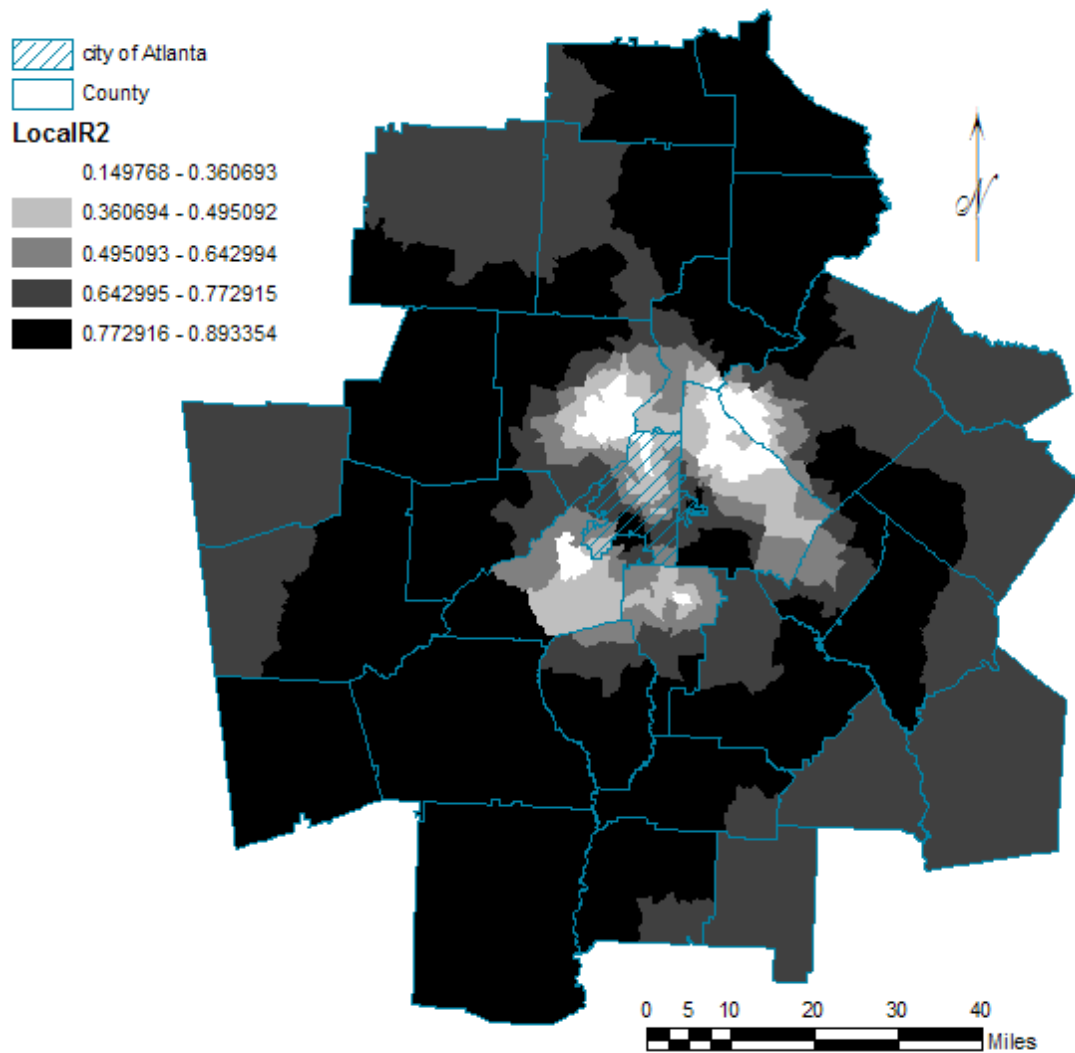 city of Atlanta
County
LocalR2
0.149768 - 0.360693
0.360694 - 0.495092
0.495093 - 0.642994
0.642995 - 0.772915
0.772916 - 0.893354
N
0 5 10 20 30 40
Miles